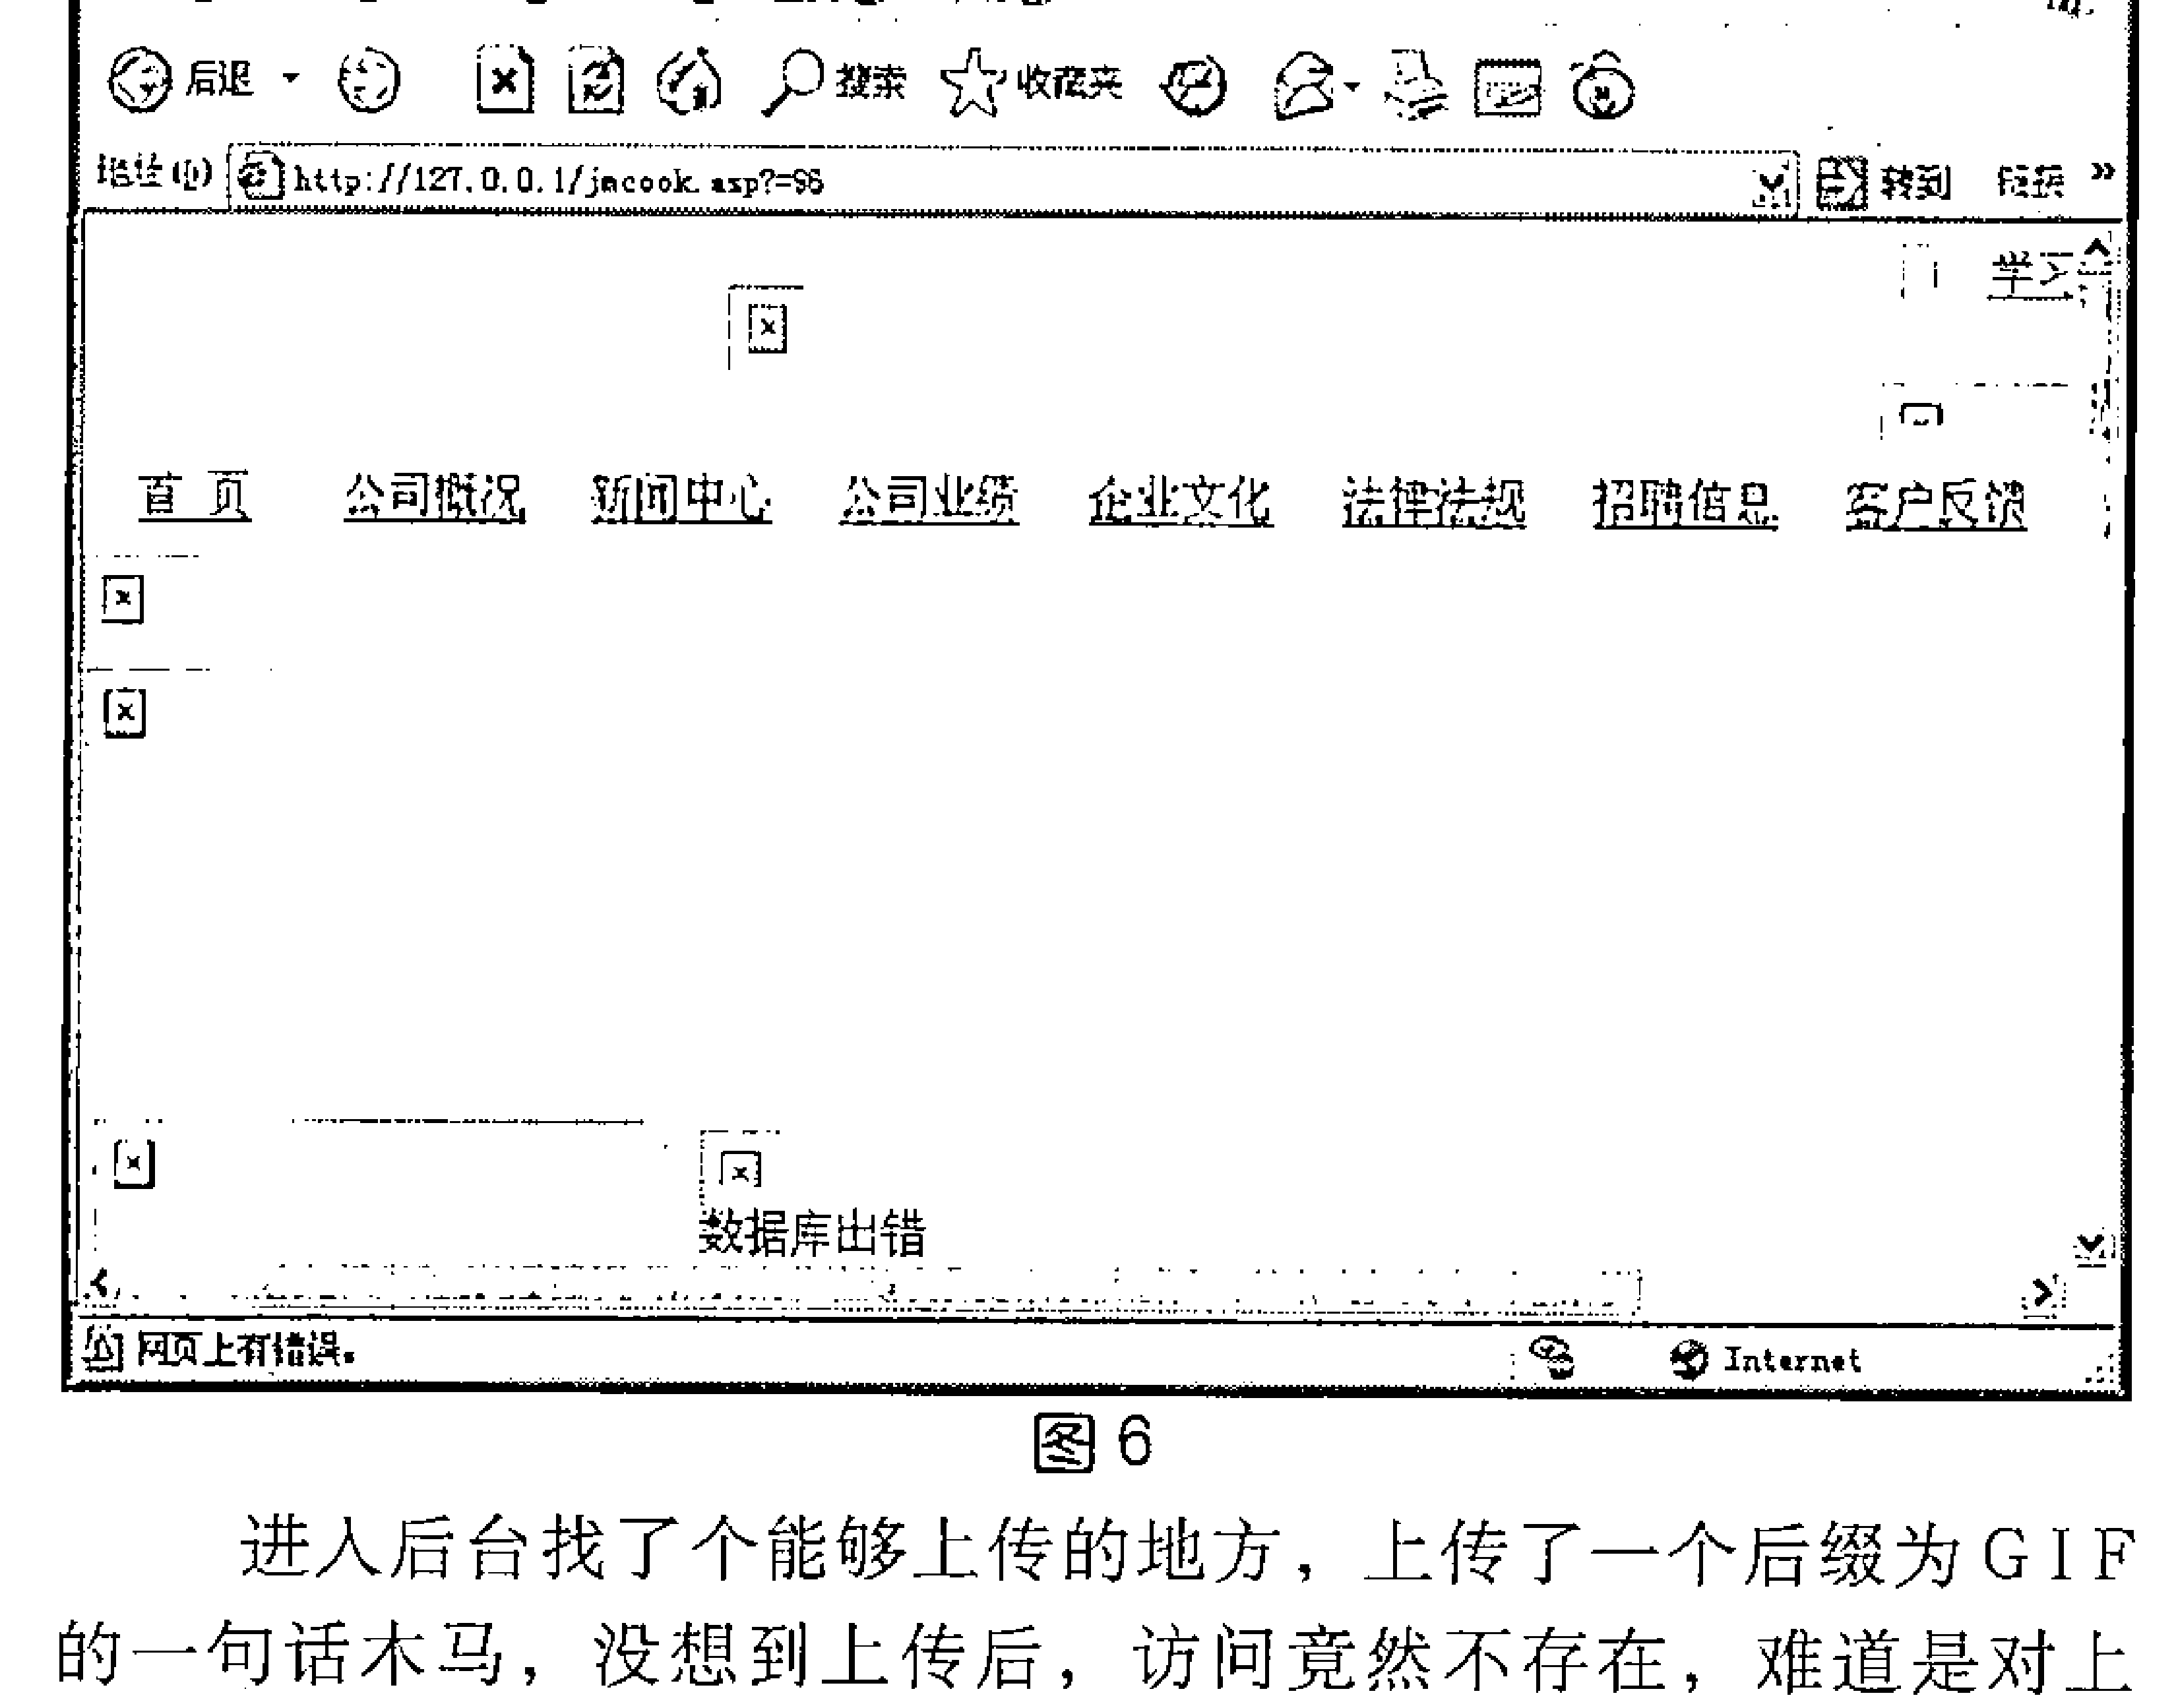 后退 搜索 收藏夹
地址(D) http://127.0.0.1/jmcook.asp?=96 转到 链接 »
学习
首 页 公司概况 新闻中心 公司业绩 企业文化 法律法规 招聘信息 客户反馈
数据库出错
网页上有错误。 Internet
图 6
进入后台找了个能够上传的地方，上传了一个后缀为GIF
的一句话木马，没想到上传后，访问竟然不存在，难道是对上